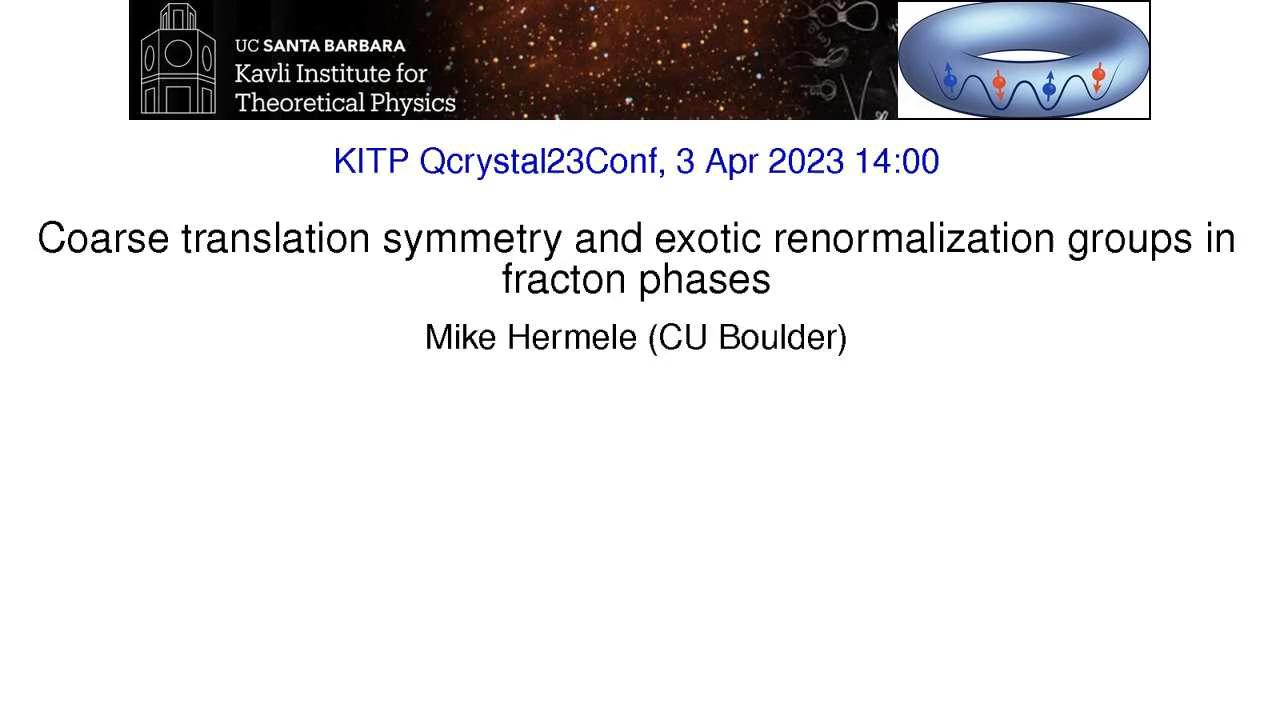 UC SANTA BARBARA
Kavli Institute for
Theoretical Physics
KITP Qcrystal23Conf, 3 Apr 2023 14:00
Coarse translation symmetry and exotic renormalization groups in
fracton phases
Mike Hermele (CU Boulder)